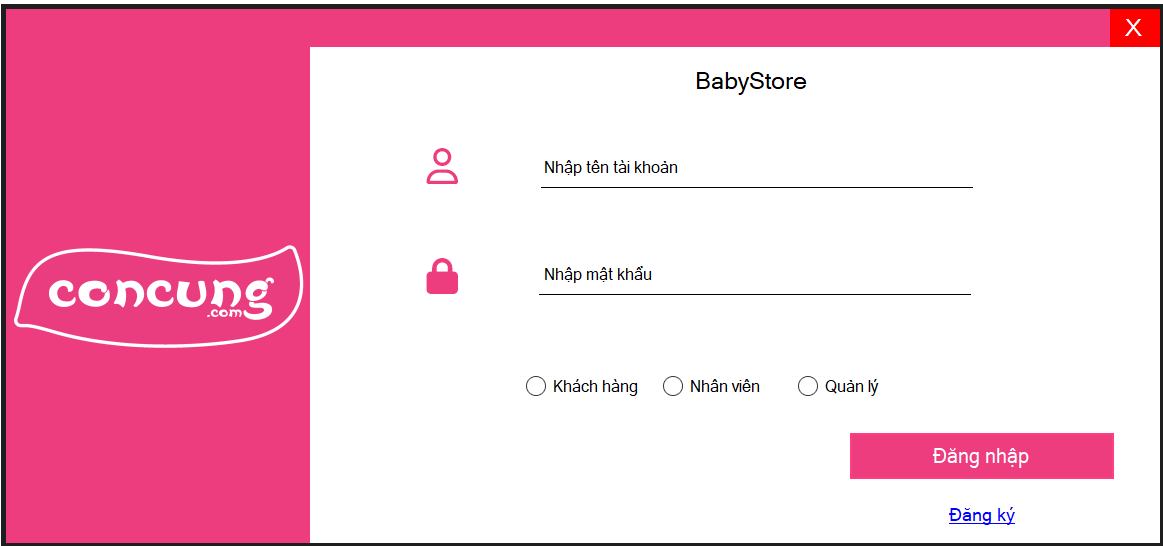 X
BabyStore
Nhập tên tài khoản
concung
.com
Nhập mật khẩu
Khách hàng Nhân viên Quản lý
Đăng nhập
Đăng ký